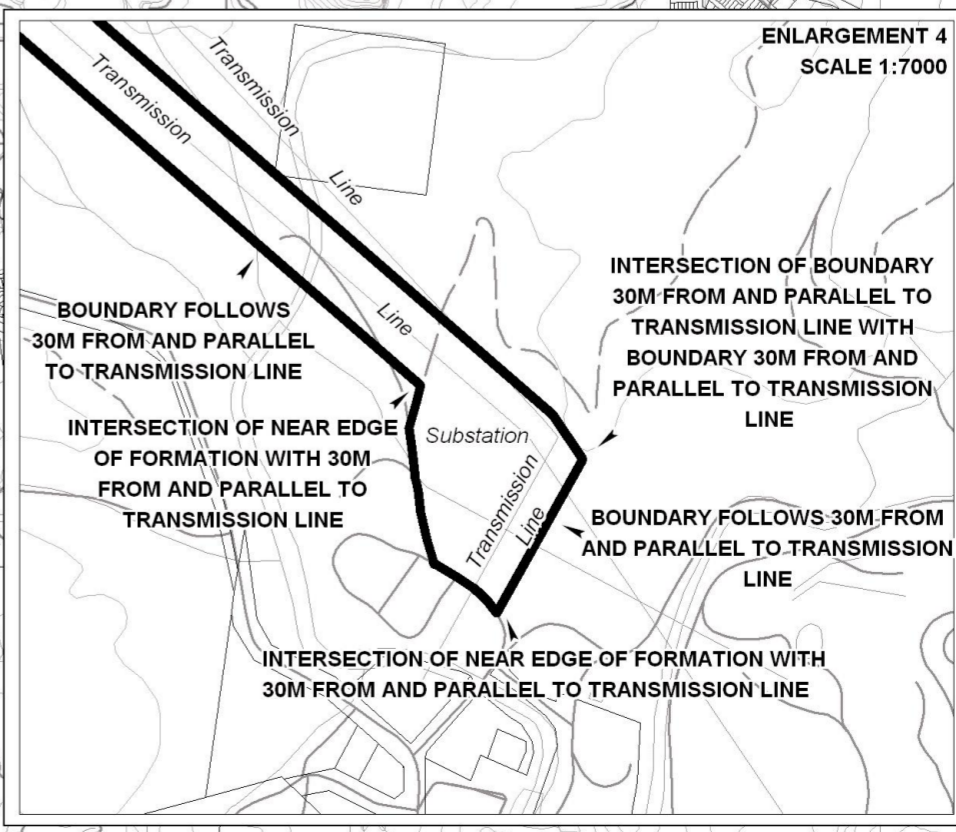 ENLARGEMENT 4
SCALE 1:7000
Transmission
Line
Transmission
Line
INTERSECTION OF BOUNDARY
30M FROM AND PARALLEL TO
TRANSMISSION LINE WITH
BOUNDARY 30M FROM AND
PARALLEL TO TRANSMISSION
LINE
BOUNDARY FOLLOWS
30M FROM AND PARALLEL
TO TRANSMISSION LINE
INTERSECTION OF NEAR EDGE
OF FORMATION WITH 30M
FROM AND PARALLEL TO
TRANSMISSION LINE
Substation
Transmission
Line
BOUNDARY FOLLOWS 30M FROM
AND PARALLEL TO TRANSMISSION
LINE
INTERSECTION OF NEAR EDGE OF FORMATION WITH
30M FROM AND PARALLEL TO TRANSMISSION LINE